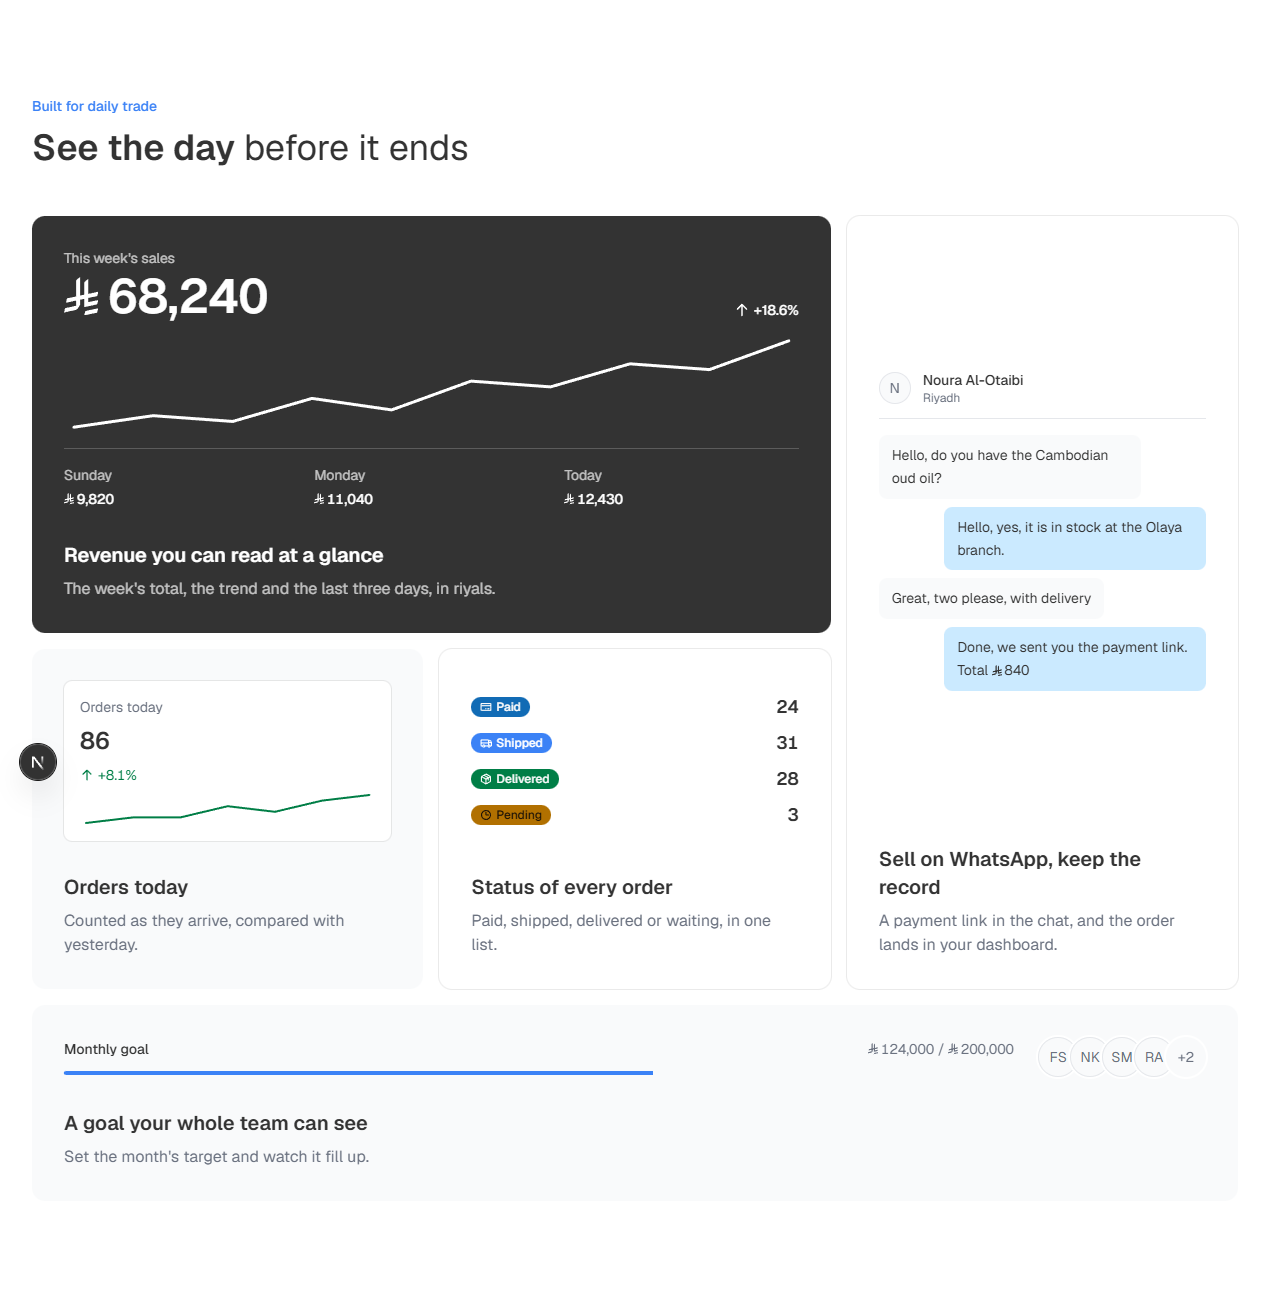 Built for daily trade
See the day before it ends
This week's sales
⃁ 68,240
↑ +18.6%
Sunday
⃁ 9,820
Monday
⃁ 11,040
Today
⃁ 12,430
Revenue you can read at a glance
The week's total, the trend and the last three days, in riyals.
N
Noura Al-Otaibi
Riyadh
Hello, do you have the Cambodian
oud oil?
Hello, yes, it is in stock at the Olaya
branch.
Great, two please, with delivery
Done, we sent you the payment link.
Total ⃁ 840
Sell on WhatsApp, keep the
record
A payment link in the chat, and the order
lands in your dashboard.
N
Orders today
86
↑ +8.1%
Orders today
Counted as they arrive, compared with
yesterday.
Paid 24
Shipped 31
Delivered 28
Pending 3
Status of every order
Paid, shipped, delivered or waiting, in one
list.
Monthly goal
⃁ 124,000 / ⃁ 200,000
FS NK SM RA +2
A goal your whole team can see
Set the month's target and watch it fill up.